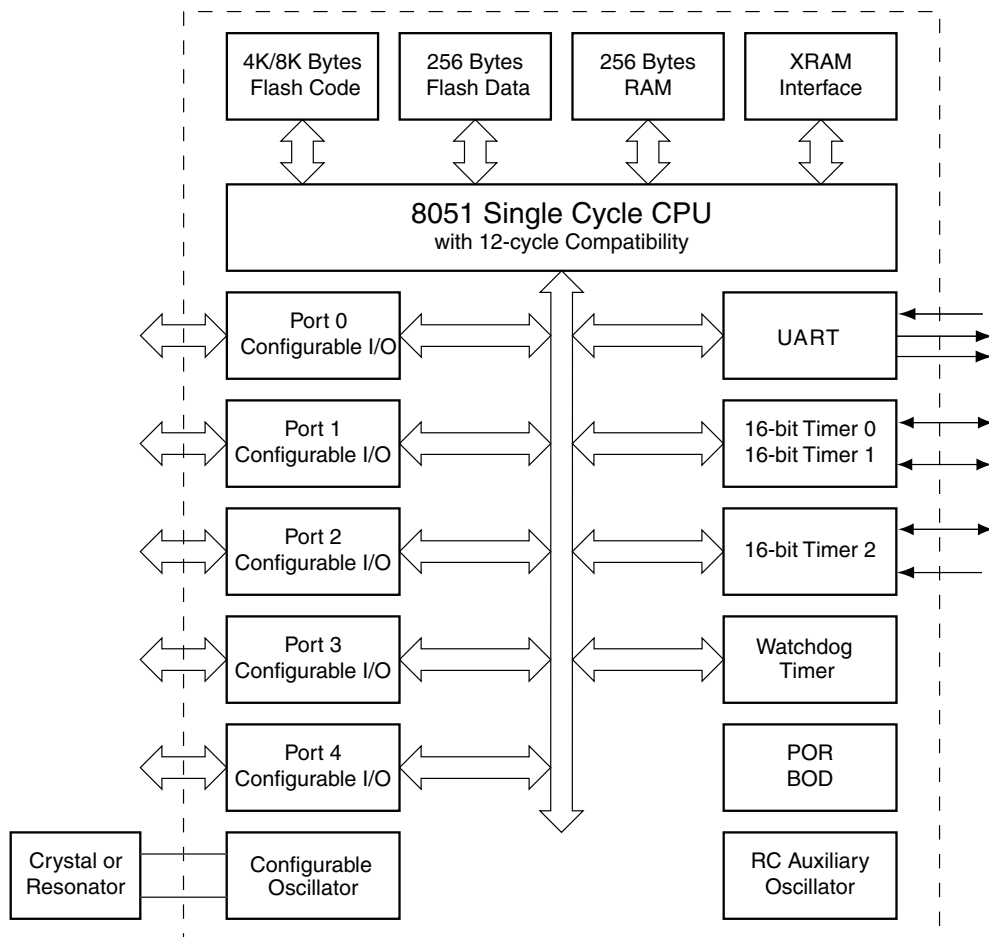 4K/8K Bytes
Flash Code
256 Bytes
Flash Data
256 Bytes
RAM
XRAM
Interface
8051 Single Cycle CPU
with 12-cycle Compatibility
Port 0
Configurable I/O
UART
Port 1
Configurable I/O
16-bit Timer 0
16-bit Timer 1
Port 2
Configurable I/O
16-bit Timer 2
Port 3
Configurable I/O
Watchdog
Timer
Port 4
Configurable I/O
POR
BOD
Crystal or
Resonator
Configurable
Oscillator
RC Auxiliary
Oscillator